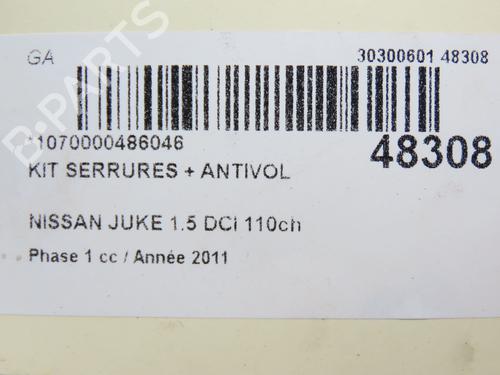 GA
30300601 48308
*1070000486046
48308
KIT SERRURES + ANTIVOL
NISSAN JUKE 1.5 DCI 110ch
Phase 1 cc / Année 2011
B-PARTS